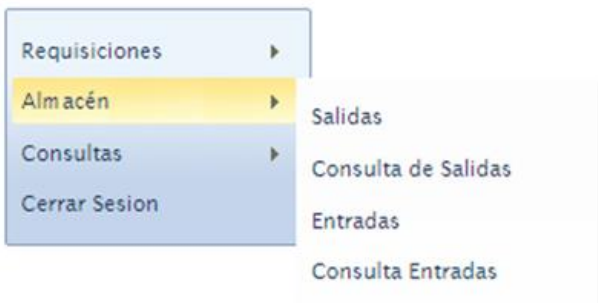 Requisiciones
Almacén
Consultas
Cerrar Sesion
Salidas
Consulta de Salidas
Entradas
Consulta Entradas